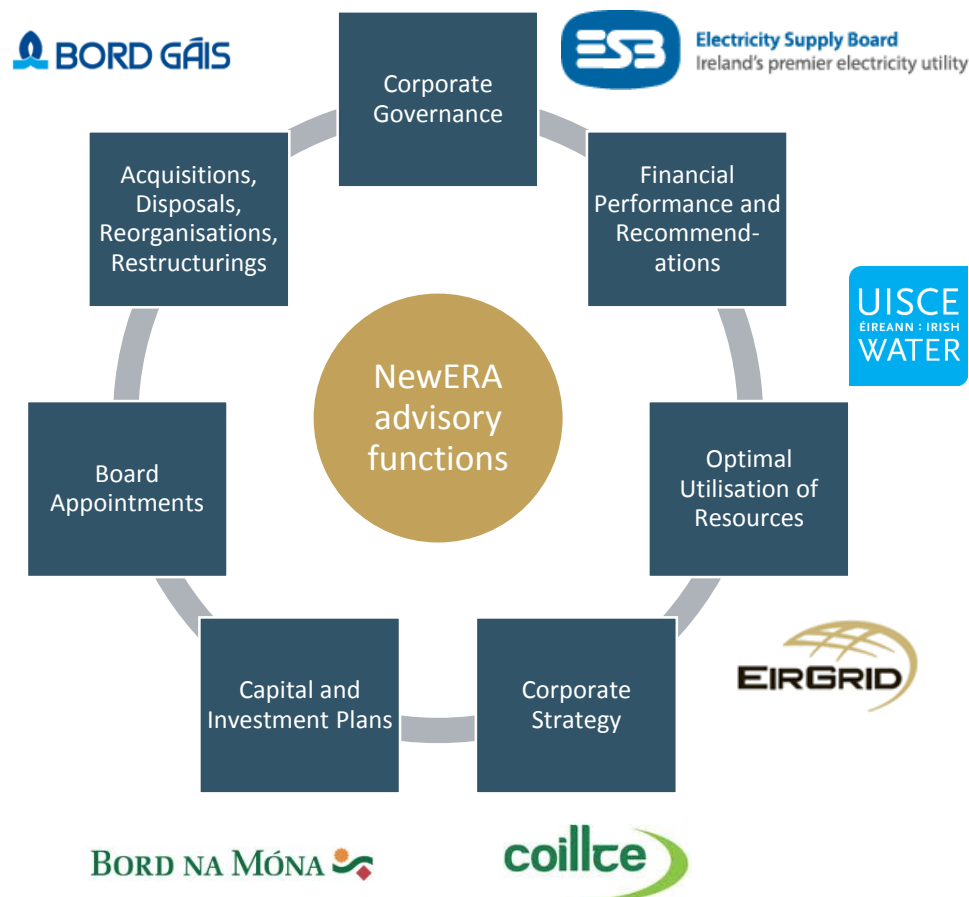 BORD GÁIS
ESB
Electricity Supply Board
Ireland's premier electricity utility
Corporate
Governance
Acquisitions,
Disposals,
Reorganisations,
Restructurings
Financial
Performance and
Recommend-
ations
UISCE
ÉIREANN : IRISH
WATER
NewERA
advisory
functions
Board
Appointments
Optimal
Utilisation of
Resources
Capital and
Investment Plans
Corporate
Strategy
EIRGRID
BORD NA MÓNA
coillte